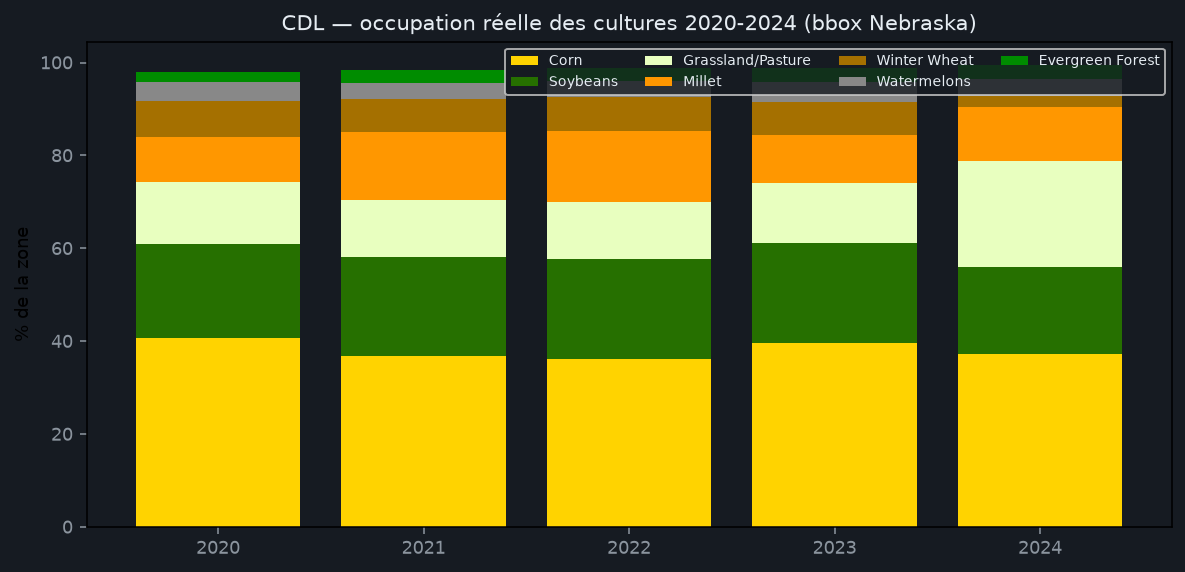 CDL — occupation réelle des cultures 2020-2024 (bbox Nebraska)
Corn
Soybeans
Grassland/Pasture
Millet
Winter Wheat
Watermelons
Evergreen Forest
% de la zone
100
80
60
40
20
0
2020 2021 2022 2023 2024